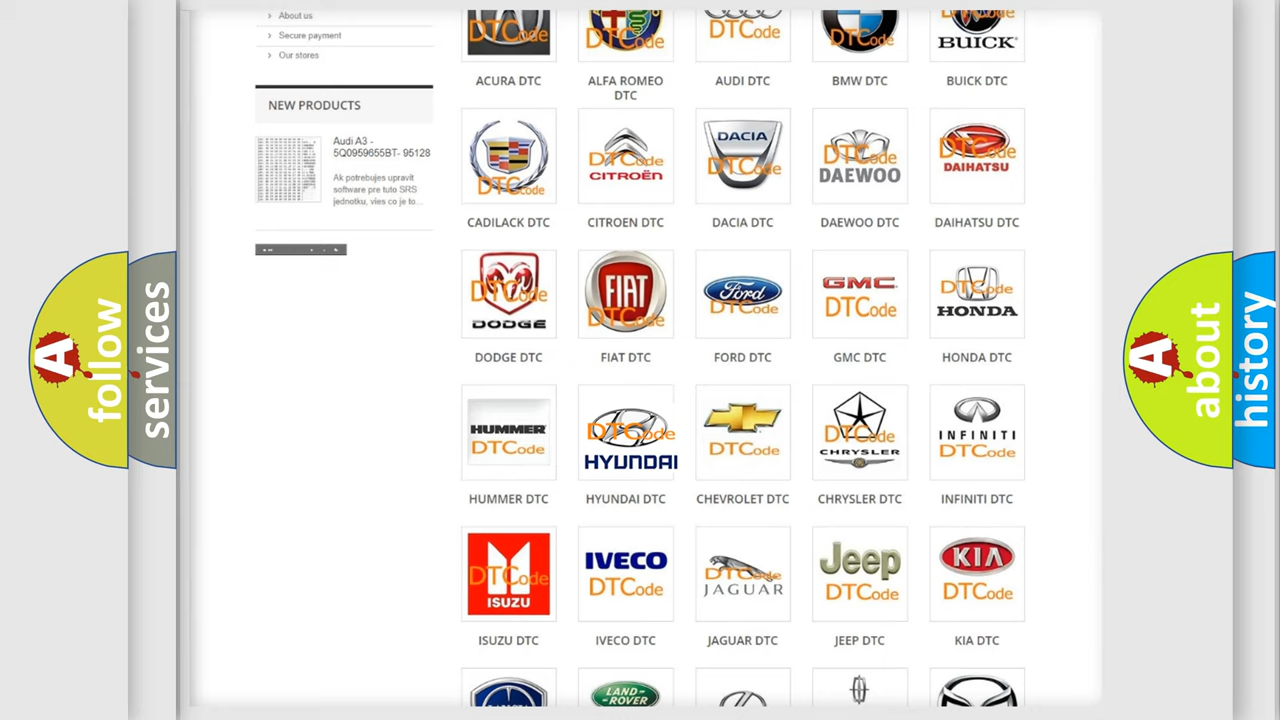 About us
Secure payment
Our stores
NEW PRODUCTS
Audi A3 -
5Q0959655BT- 95128
Ak potrebujes upravit
software pre tuto SRS
jednotku, vies co je to...
A follow
services
A about
history
DTCode
DTCode
DTCode
DTCode
BUICK
ACURA DTC
ALFA ROMEO
DTC
AUDI DTC
BMW DTC
BUICK DTC
DTCode
DTCode
CITROËN
DACIA
DTCode
DTCode
DAEWOO
DTCode
DAIHATSU
CADILACK DTC
CITROEN DTC
DACIA DTC
DAEWOO DTC
DAIHATSU DTC
DTCode
DODGE
FIAT
DTCode
Ford
DTCode
GMC
DTCode
DTCode
HONDA
DODGE DTC
FIAT DTC
FORD DTC
GMC DTC
HONDA DTC
HUMMER
DTCode
DTCode
HYUNDAI
DTCode
DTCode
CHRYSLER
INFINITI
DTCode
HUMMER DTC
HYUNDAI DTC
CHEVROLET DTC
CHRYSLER DTC
INFINITI DTC
DTCode
ISUZU
IVECO
DTCode
DTCode
JAGUAR
Jeep
DTCode
KIA
DTCode
ISUZU DTC
IVECO DTC
JAGUAR DTC
JEEP DTC
KIA DTC
LAND-
ROVER